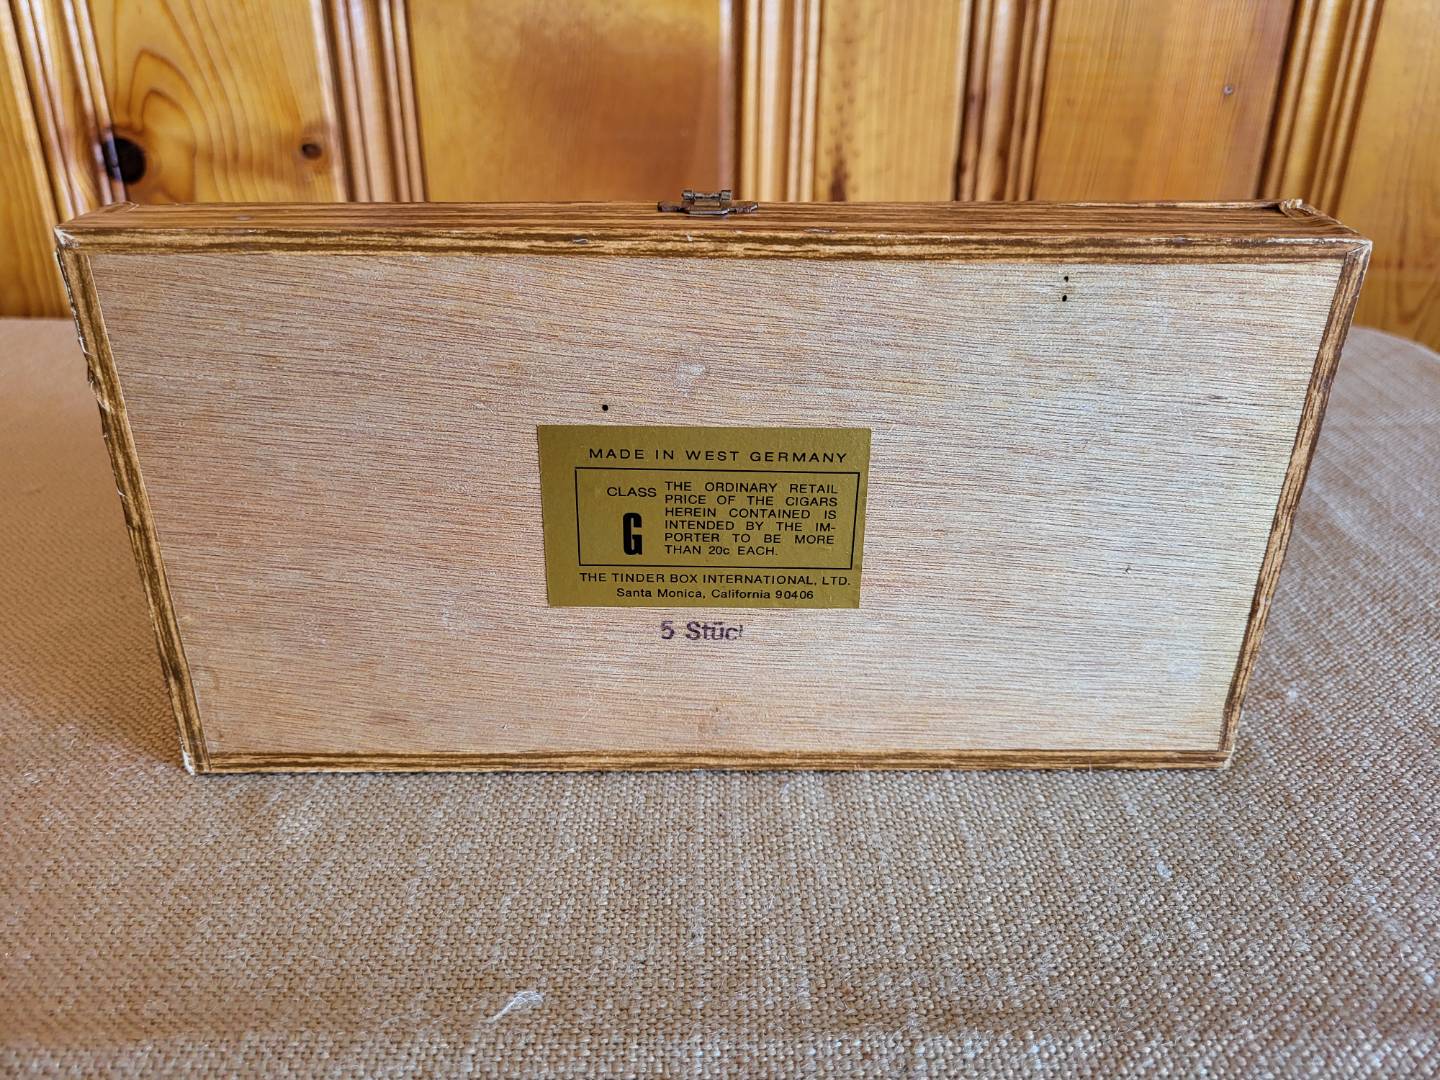 MADE IN WEST GERMANY
CLASS
G
THE ORDINARY RETAIL
PRICE OF THE CIGARS
HEREIN CONTAINED IS
INTENDED BY THE IM-
PORTER TO BE MORE
THAN 20c EACH.
THE TINDER BOX INTERNATIONAL, LTD.
Santa Monica, California 90406
5